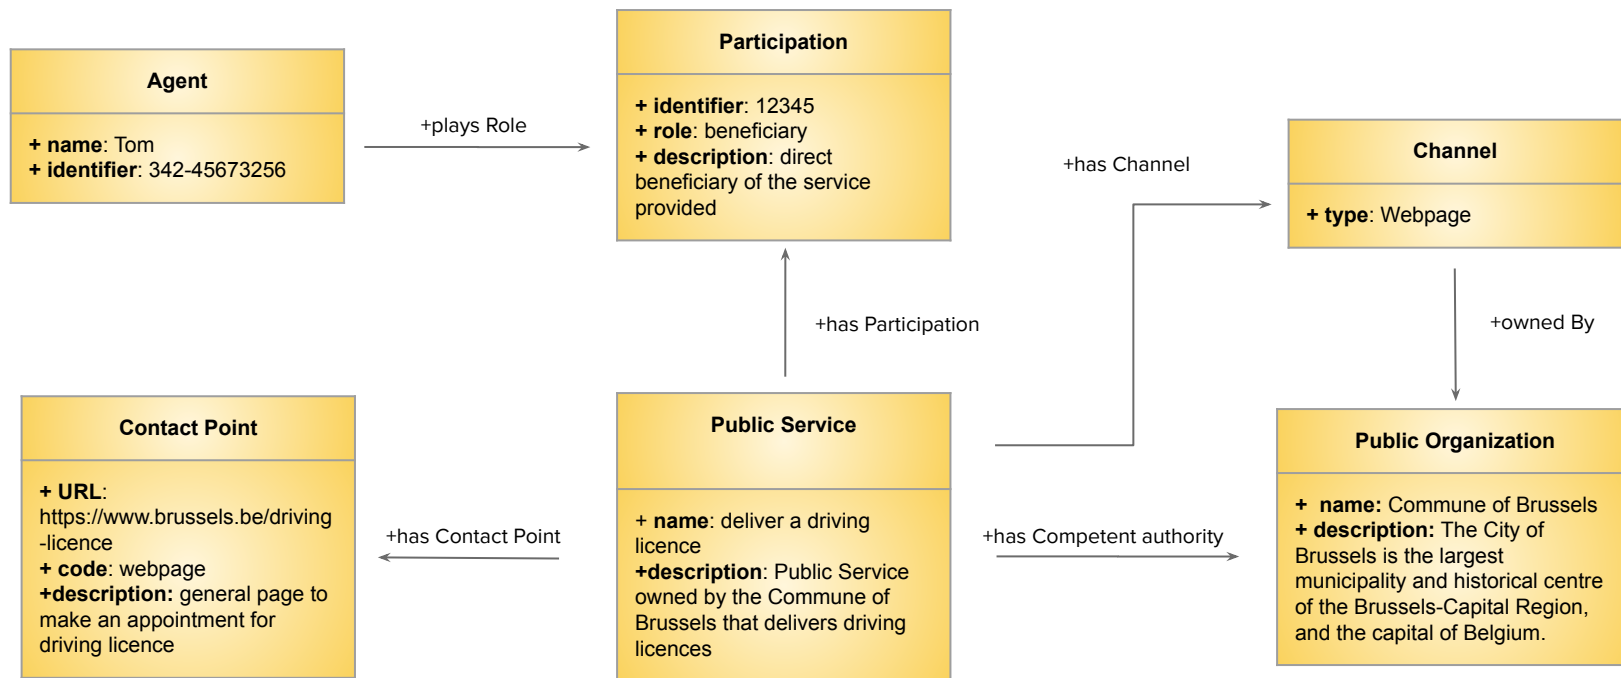 Agent
+ name: Tom
+ identifier: 342-45673256
+plays Role
Participation
+ identifier: 12345
+ role: beneficiary
+ description: direct
beneficiary of the service
provided
+has Channel
Channel
+ type: Webpage
+has Participation
+owned By
Contact Point
+ URL:
https://www.brussels.be/driving
-licence
+ code: webpage
+description: general page to
make an appointment for
driving licence
+has Contact Point
Public Service
+ name: deliver a driving
licence
+description: Public Service
owned by the Commune of
Brussels that delivers driving
licences
+has Competent authority
Public Organization
+ name: Commune of Brussels
+ description: The City of
Brussels is the largest
municipality and historical centre
of the Brussels-Capital Region,
and the capital of Belgium.